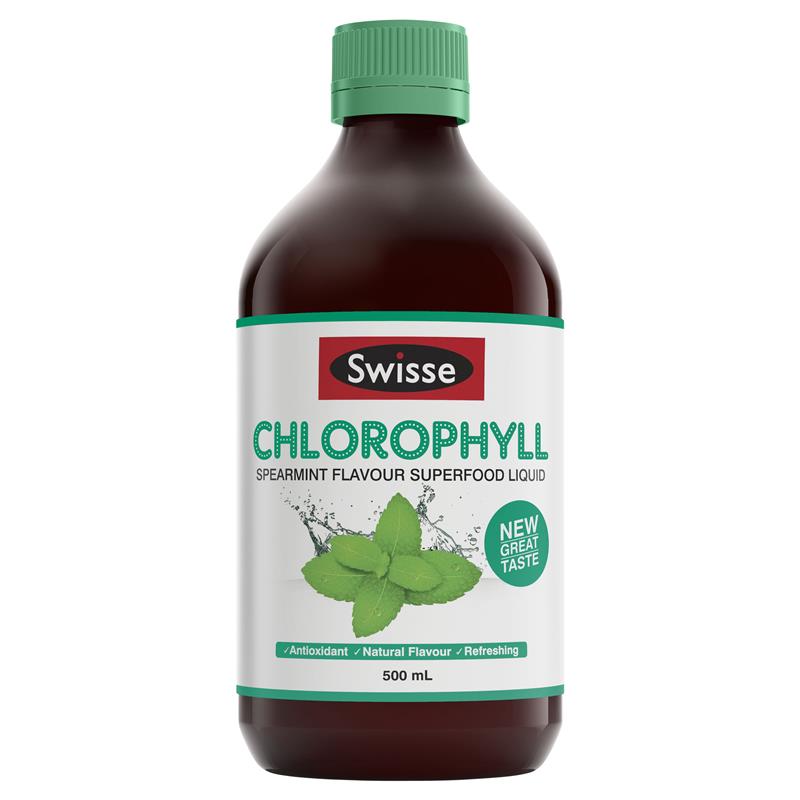 Swisse
CHLOROPHYLL
SPEARMINT FLAVOUR SUPERFOOD LIQUID
NEW
GREAT
TASTE
✓Antioxidant ✓Natural Flavour ✓Refreshing
500 mL